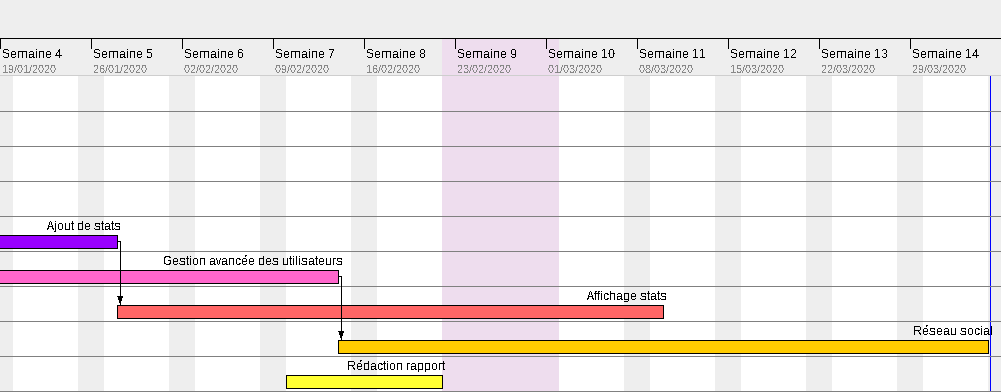 Semaine 4 Semaine 5 Semaine 6 Semaine 7 Semaine 8 Semaine 9 Semaine 10 Semaine 11 Semaine 12 Semaine 13 Semaine 14
19/01/2020 26/01/2020 02/02/2020 09/02/2020 16/02/2020 23/02/2020 01/03/2020 08/03/2020 15/03/2020 22/03/2020 29/03/2020
Ajout de stats
Gestion avancée des utilisateurs
Affichage stats
Réseau social
Rédaction rapport